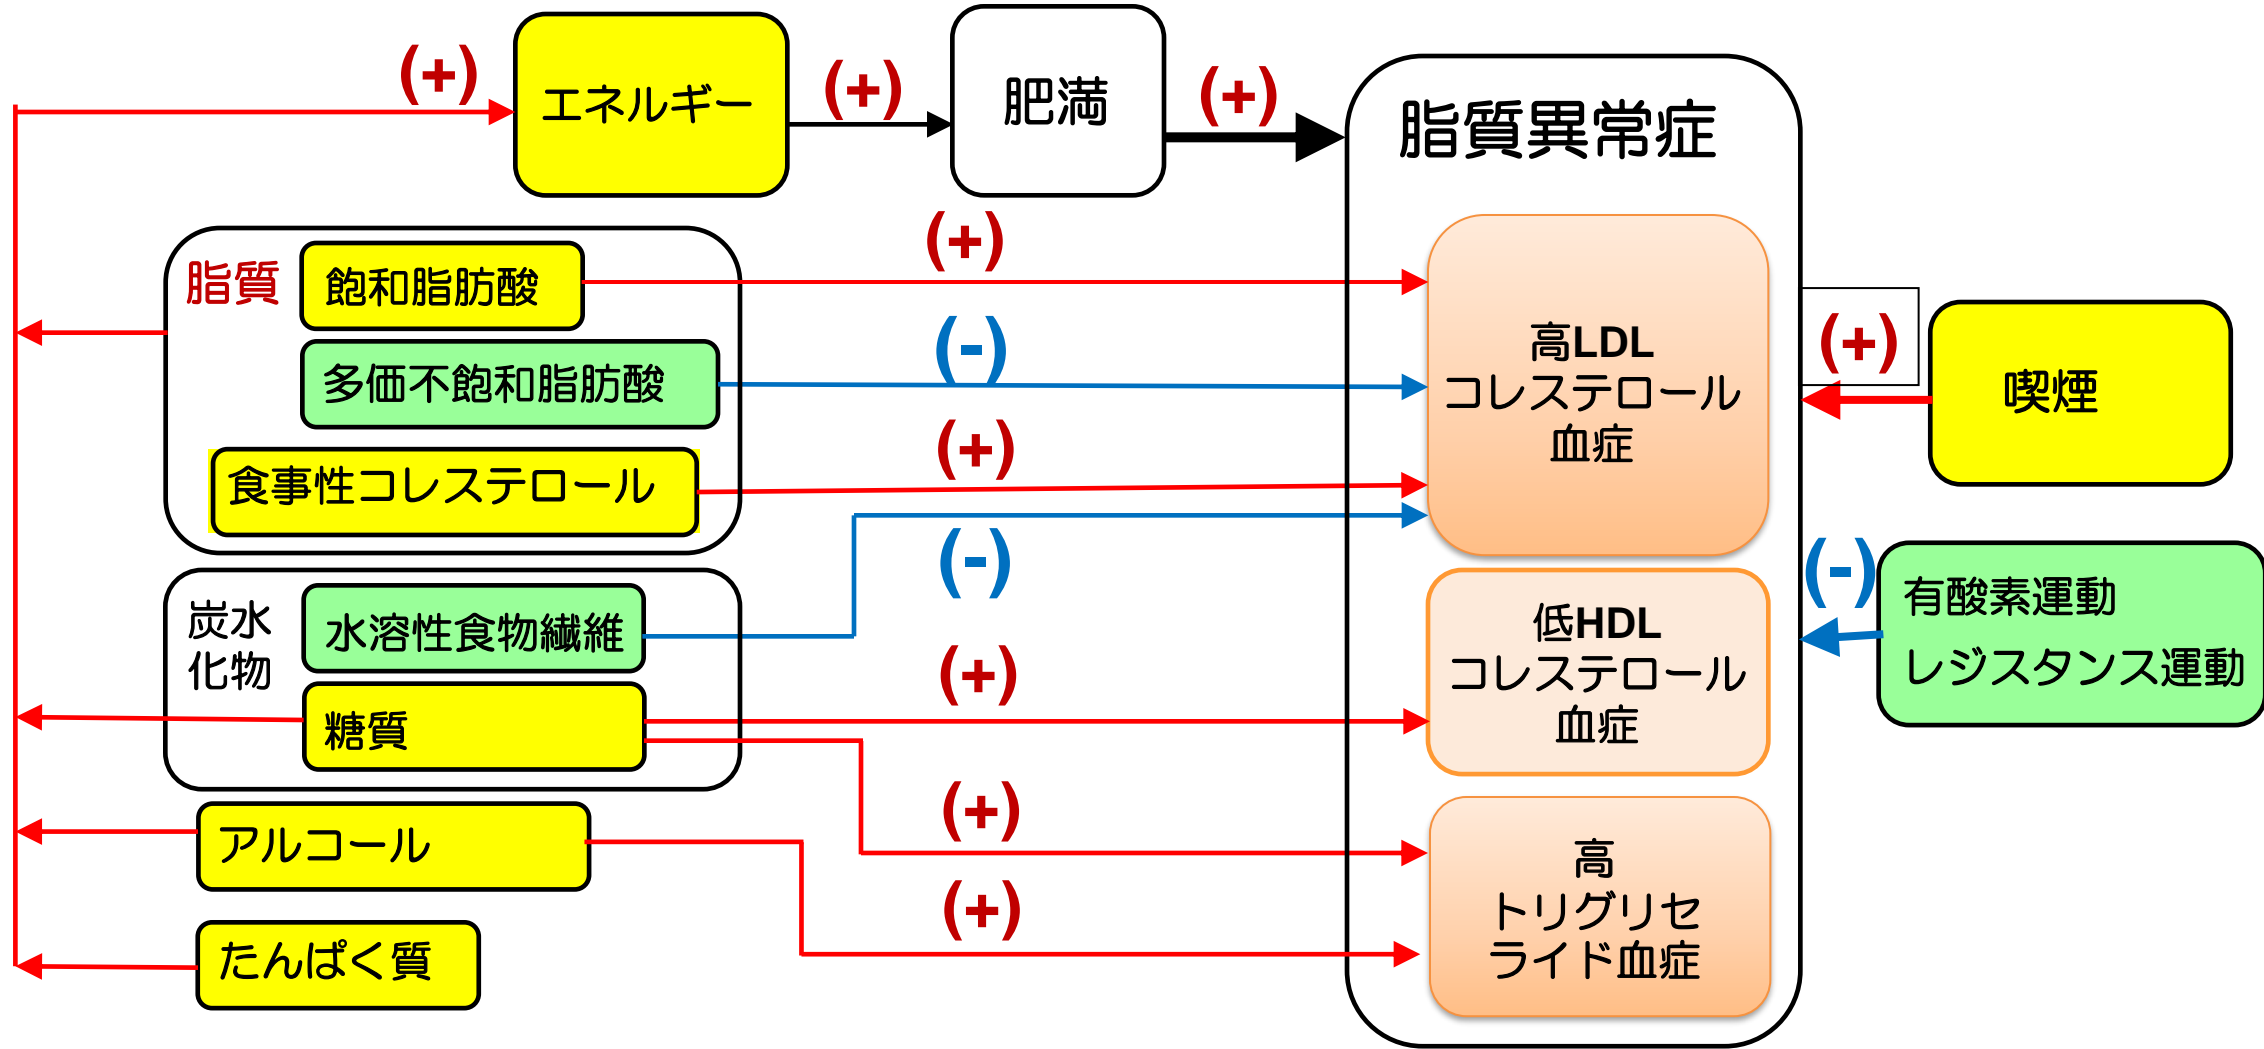 (+)
エネルギー
(+)
肥満
(+)
脂質異常症
脂質
飽和脂肪酸
(+)
多価不飽和脂肪酸
(-)
食事性コレステロール
(+)
高LDL
コレステロール
血症
(+)
喫煙
炭水
化物
水溶性食物繊維
(-)
糖質
(+)
低HDL
コレステロール
血症
(-)
有酸素運動
レジスタンス運動
アルコール
(+)
たんぱく質
(+)
高
トリグリセ
ライド血症